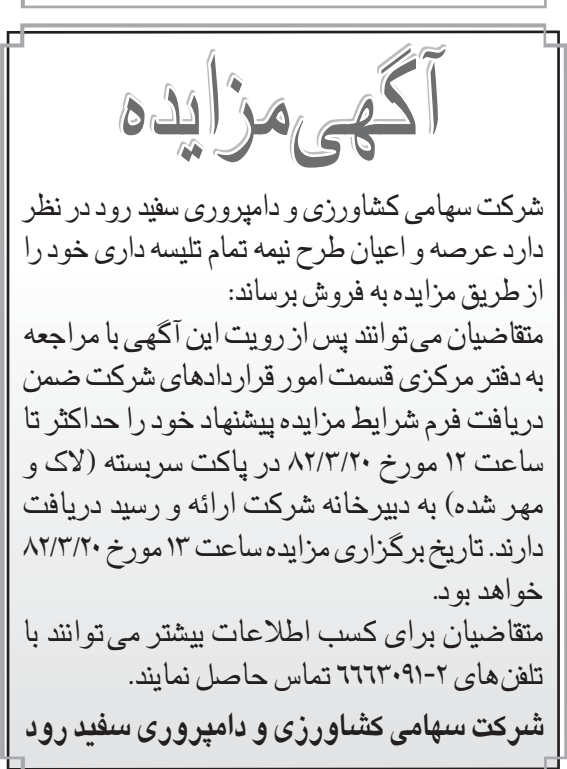 آگهی مزایده
شرکت سهامی کشاورزی و دامپروری سفید رود در نظر
دارد عرصه و اعیان طرح نیمه تمام تلیسه داری خود را
از طریق مزایده به فروش برساند:
متقاضیان می‌توانند پس از رویت این آگهی با مراجعه
به دفتر مرکزی قسمت امور قراردادهای شرکت ضمن
دریافت فرم شرایط مزایده پیشنهاد خود را حداکثر تا
ساعت ۱۲ مورخ ۸۲/۳/۲۰ در پاکت سربسته (لاک و
مهر شده) به دبیرخانه شرکت ارائه و رسید دریافت
دارند. تاریخ برگزاری مزایده ساعت ۱۳ مورخ ۸۲/۳/۲۰
خواهد بود.
متقاضیان برای کسب اطلاعات بیشتر می‌توانند با
تلفن‌های ۲-۶۶۶۳۰۹۱ تماس حاصل نمایند.
شرکت سهامی کشاورزی و دامپروری سفید رود